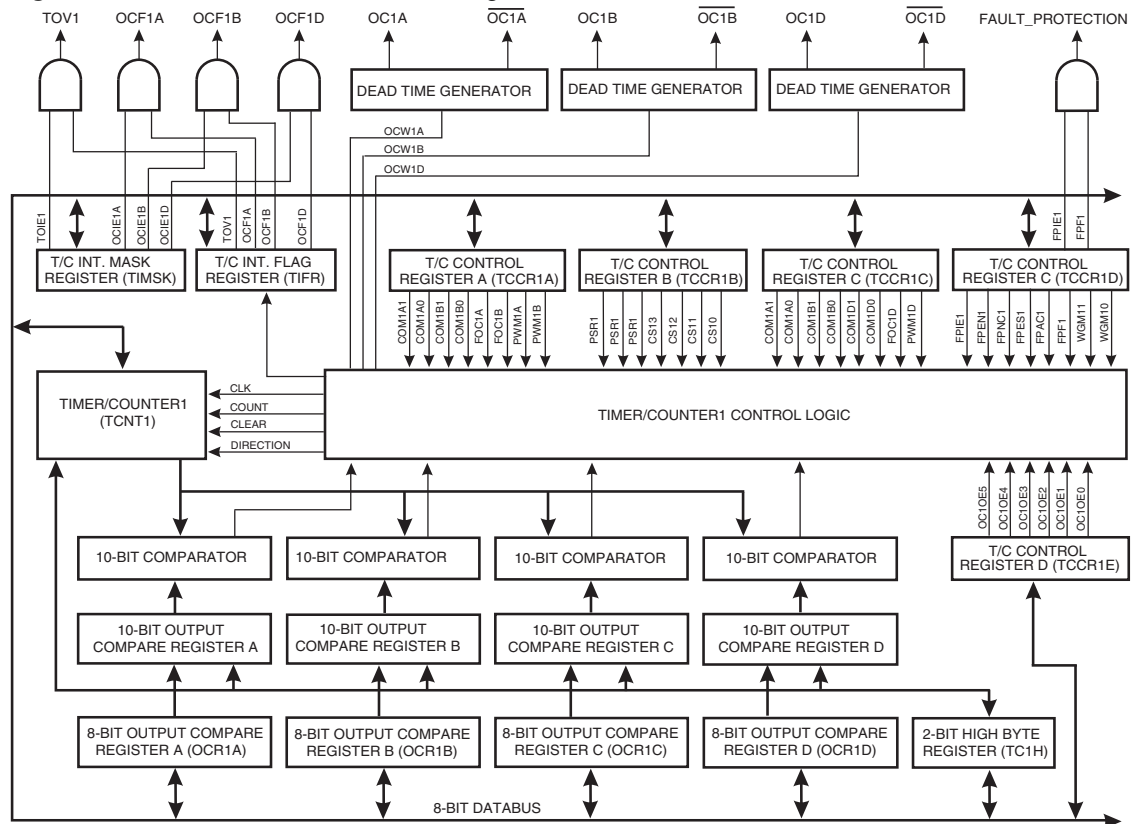 TOV1 OCF1A OCF1B OCF1D OC1A OC1A OC1B OC1B OC1D OC1D FAULT_PROTECTION
DEAD TIME GENERATOR DEAD TIME GENERATOR DEAD TIME GENERATOR
OCW1A
OCW1B
OCW1D
TOIE1 OCIE1A OCIE1B OCIE1D TOV1 OCF1A OCF1B OCF1D FPIE1 FPF1
T/C INT. MASK
REGISTER (TIMSK)
T/C INT. FLAG
REGISTER (TIFR)
T/C CONTROL
REGISTER A (TCCR1A)
T/C CONTROL
REGISTER B (TCCR1B)
T/C CONTROL
REGISTER C (TCCR1C)
T/C CONTROL
REGISTER C (TCCR1D)
COM1A1 COM1A0 COM1B1 COM1B0 FOC1A FOC1B PWM1A PWM1B
PSR1 PSR1 PSR1 CS13 CS12 CS11 CS10
COM1A1 COM1A0 COM1B1 COM1B0 COM1D1 COM1D0 FOC1D PWM1D
FPIE1 FPEN1 FPNC1 FPES1 FPAC1 FPF1 WGM11 WGM10
TIMER/COUNTER1
(TCNT1)
CLK
COUNT
CLEAR
DIRECTION
TIMER/COUNTER1 CONTROL LOGIC
OC1OE5 OC1OE4 OC1OE3 OC1OE2 OC1OE1 OC1OE0
10-BIT COMPARATOR 10-BIT COMPARATOR 10-BIT COMPARATOR 10-BIT COMPARATOR
T/C CONTROL
REGISTER D (TCCR1E)
10-BIT OUTPUT
COMPARE REGISTER A
10-BIT OUTPUT
COMPARE REGISTER B
10-BIT OUTPUT
COMPARE REGISTER C
10-BIT OUTPUT
COMPARE REGISTER D
8-BIT OUTPUT COMPARE
REGISTER A (OCR1A)
8-BIT OUTPUT COMPARE
REGISTER B (OCR1B)
8-BIT OUTPUT COMPARE
REGISTER C (OCR1C)
8-BIT OUTPUT COMPARE
REGISTER D (OCR1D)
2-BIT HIGH BYTE
REGISTER (TC1H)
8-BIT DATABUS